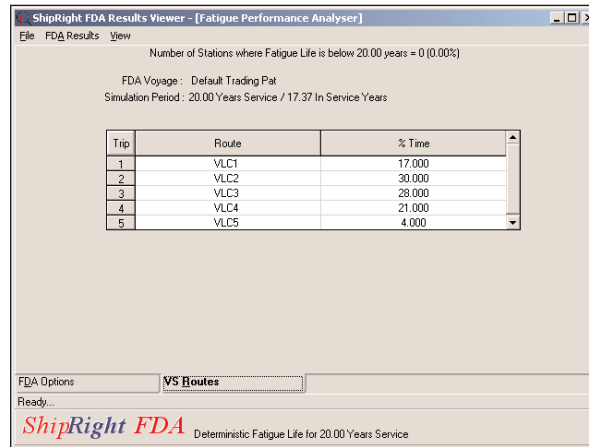 ShipRight FDA Results Viewer - [Fatigue Performance Analyser]
File FDA Results View
Number of Stations where Fatigue Life is below 20.00 years = 0 (0.00%)
FDA Voyage : Default Trading Pat
Simulation Period : 20.00 Years Service / 17.37 In Service Years
Trip Route % Time
1 VLC1 17.000
2 VLC2 30.000
3 VLC3 28.000
4 VLC4 21.000
5 VLC5 4.000
FDA Options VS Routes
Ready...
ShipRight FDA Deterministic Fatigue Life for 20.00 Years Service